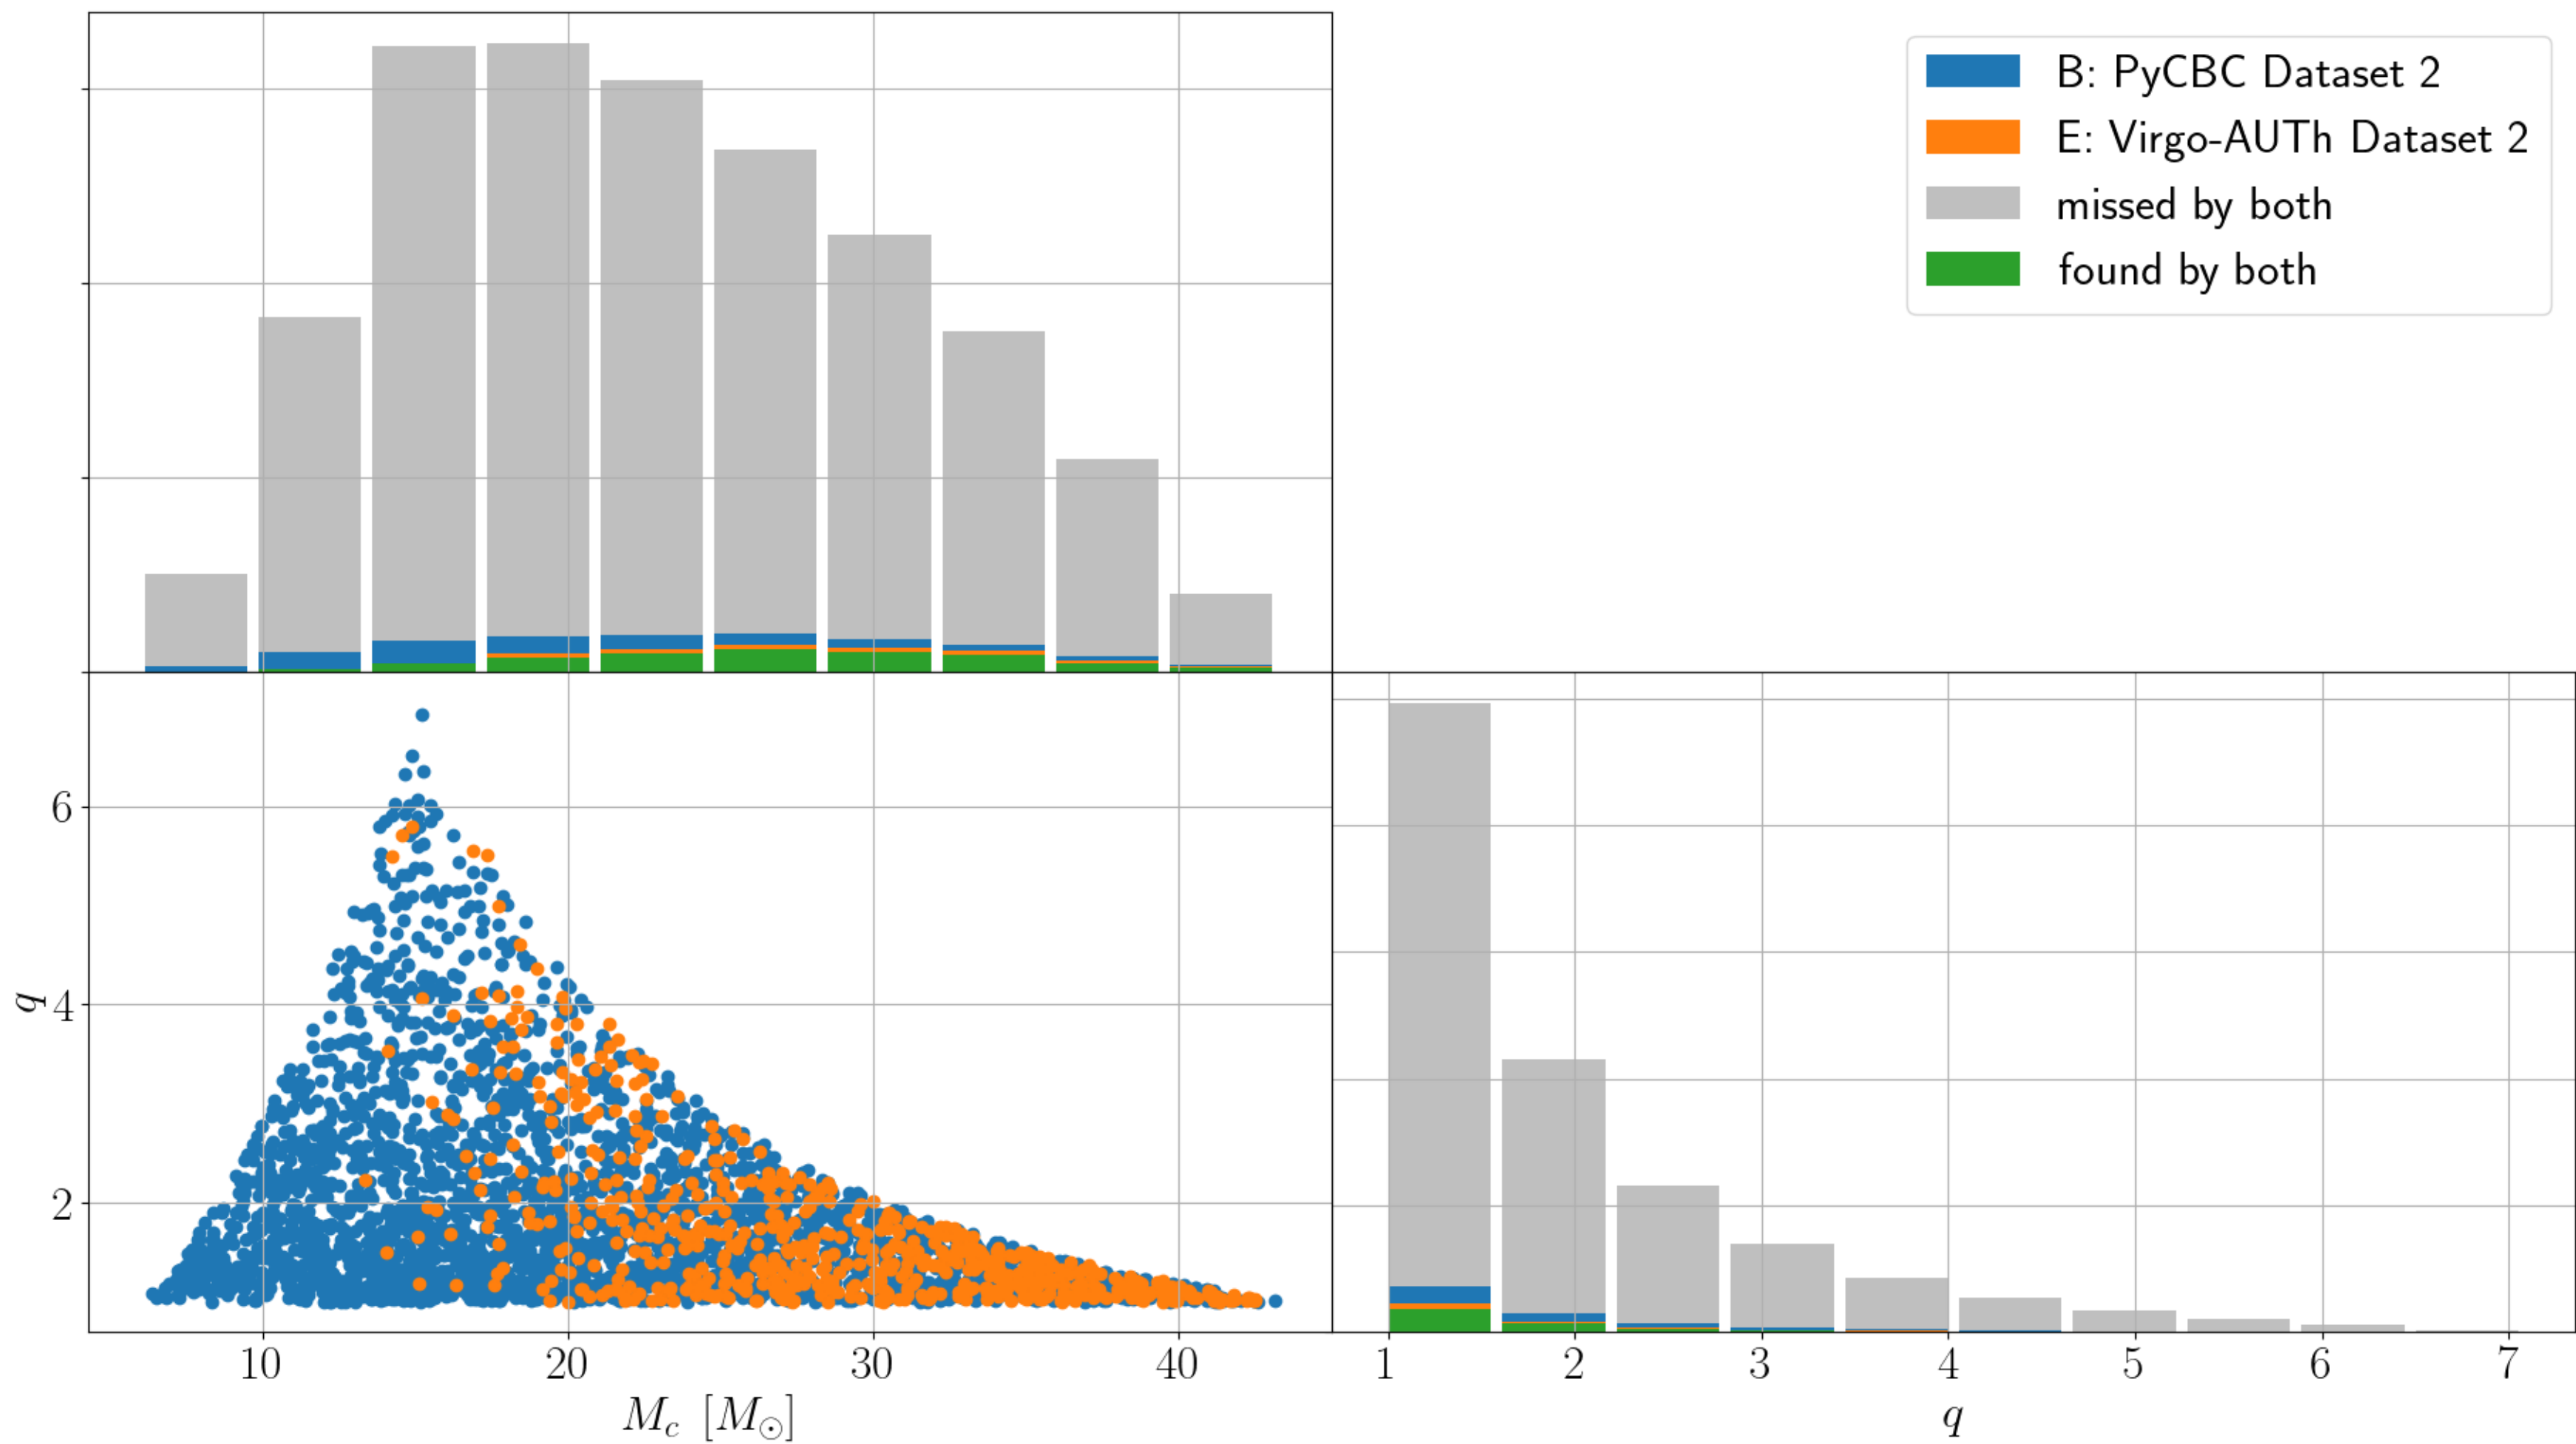 B: PyCBC Dataset 2
E: Virgo-AUTh Dataset 2
missed by both
found by both
6
4
2
q
10 20 30 40
M_c [M_⊙]
1 2 3 4 5 6 7
q